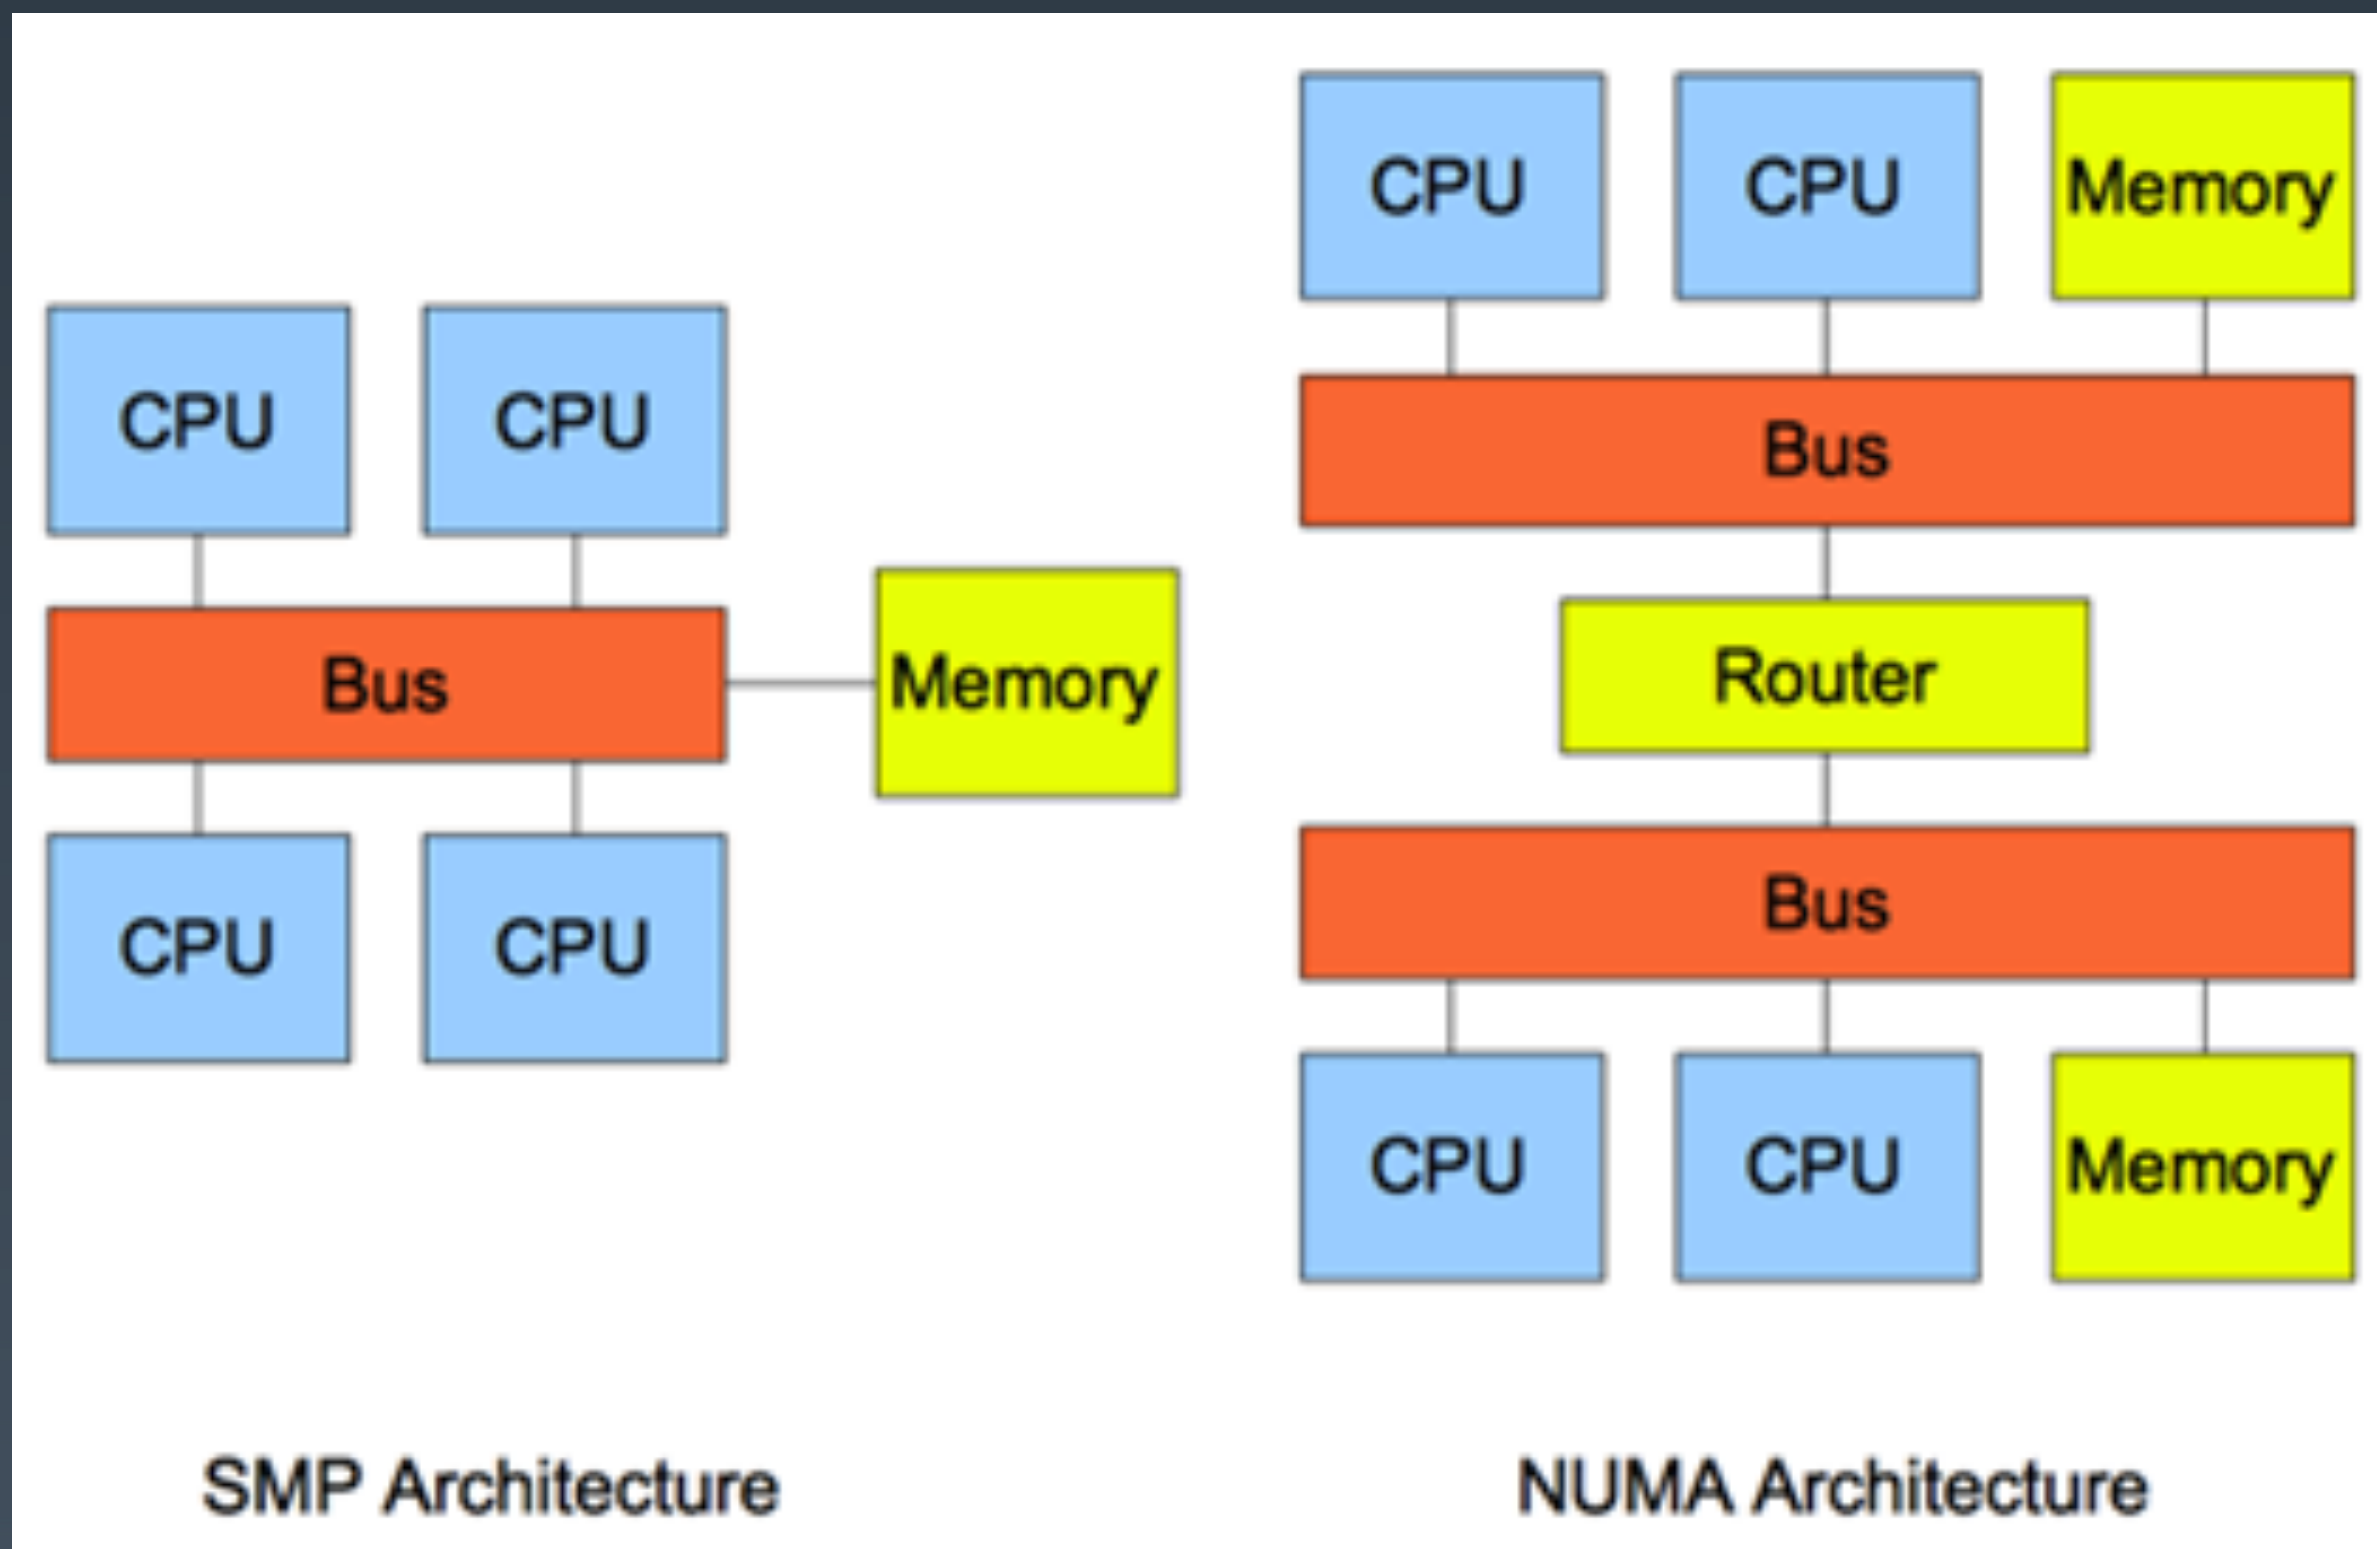 CPU CPU
Bus
Memory
CPU CPU
SMP Architecture
CPU CPU Memory
Bus
Router
Bus
CPU CPU Memory
NUMA Architecture